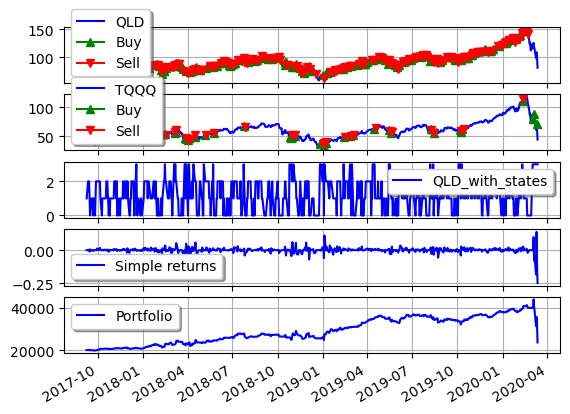 150
100
QLD
Buy
Sell
100
50
TQQQ
Buy
Sell
2
0
QLD_with_states
0.00
−0.25
Simple returns
40000
20000
Portfolio
2017-10
2018-01
2018-04
2018-07
2018-10
2019-01
2019-04
2019-07
2019-10
2020-01
2020-04